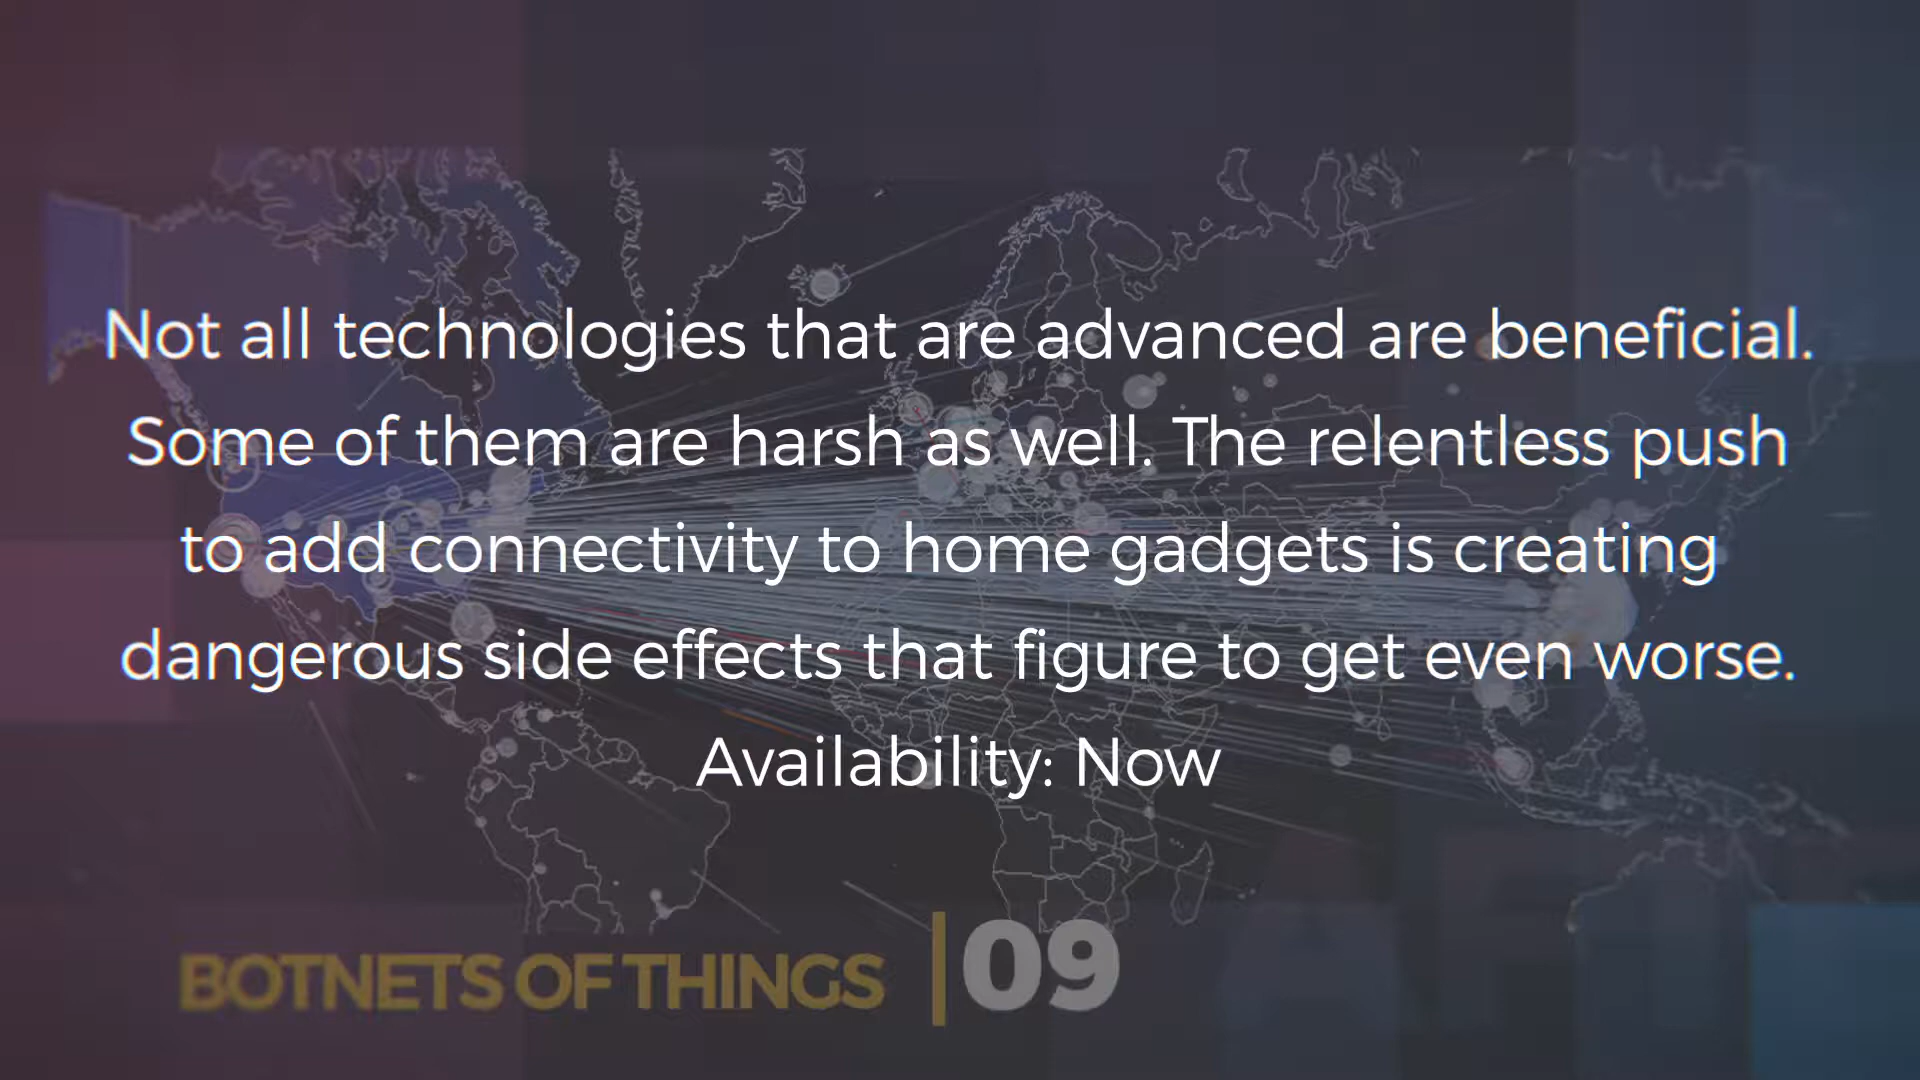 Not all technologies that are advanced are beneficial.
Some of them are harsh as well. The relentless push
to add connectivity to home gadgets is creating
dangerous side effects that figure to get even worse.
Availability: Now
BOTNETS OF THINGS
09